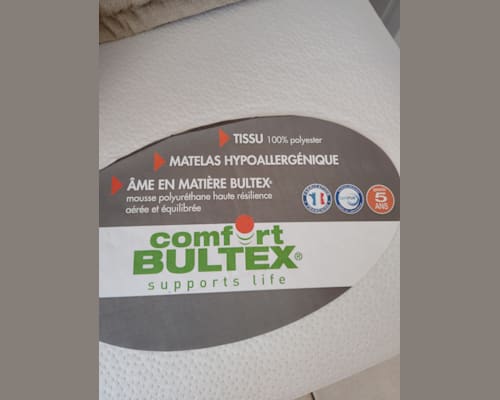 TISSU 100% polyester
MATELAS HYPOALLERGÉNIQUE
ÂME EN MATIÈRE BULTEX®
mousse polyuréthane haute résilience
aérée et équilibrée
5
ANS
comfort
BULTEX®
supports life